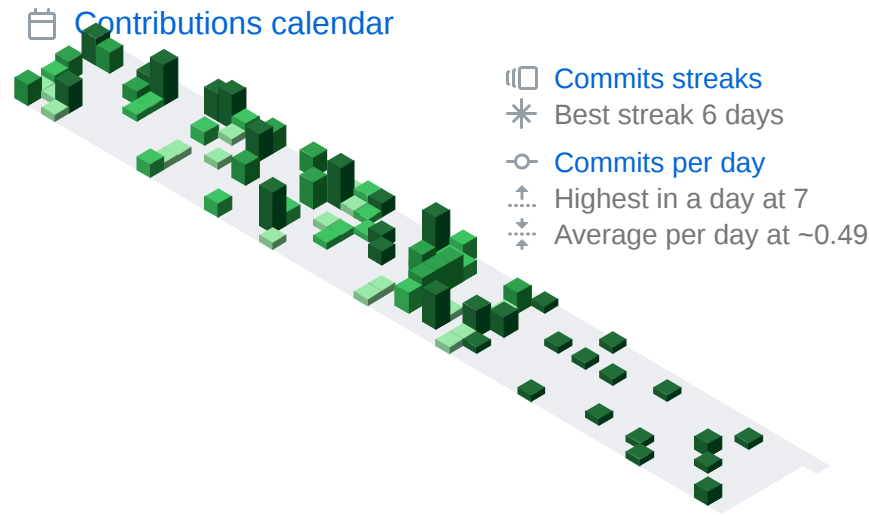 Contributions calendar
Commits streaks
Best streak 6 days
Commits per day
Highest in a day at 7
Average per day at ~0.49